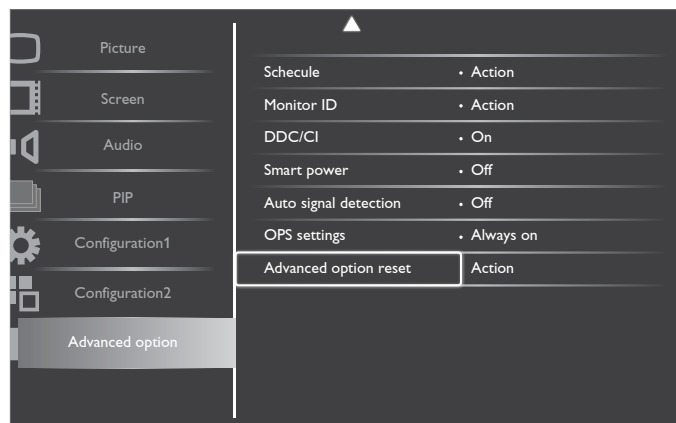 Picture
Screen
Audio
PIP
Configuration1
Configuration2
Advanced option
Schecule • Action
Monitor ID • Action
DDC/CI • On
Smart power • Off
Auto signal detection • Off
OPS settings • Always on
Advanced option reset Action